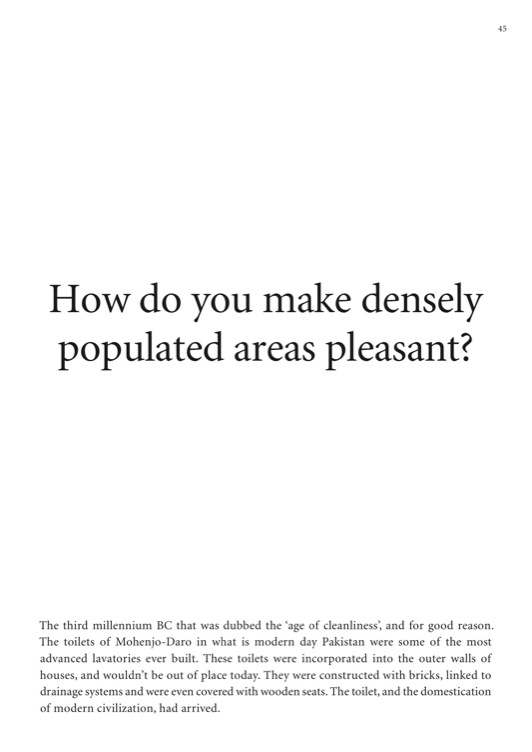 45
How do you make densely
populated areas pleasant?
The third millennium BC that was dubbed the ‘age of cleanliness’, and for good reason.
The toilets of Mohenjo-Daro in what is modern day Pakistan were some of the most
advanced lavatories ever built. These toilets were incorporated into the outer walls of
houses, and wouldn’t be out of place today. They were constructed with bricks, linked to
drainage systems and were even covered with wooden seats. The toilet, and the domestication
of modern civilization, had arrived.